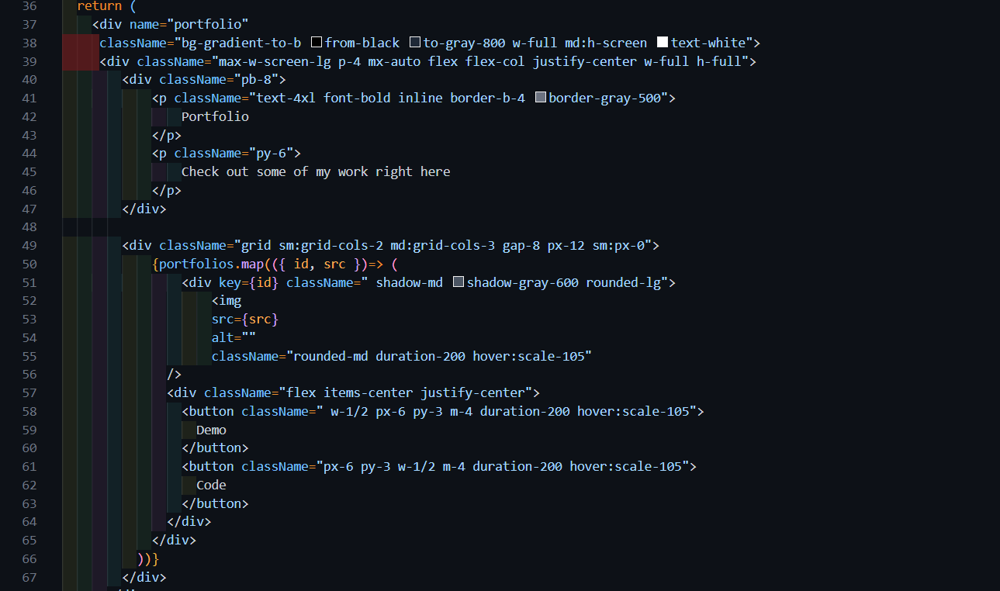 36 return (
37 <div name="portfolio"
38 className="bg-gradient-to-b from-black to-gray-800 w-full md:h-screen text-white">
39 <div className="max-w-screen-lg p-4 mx-auto flex flex-col justify-center w-full h-full">
40 <div className="pb-8">
41 <p className="text-4xl font-bold inline border-b-4 border-gray-500">
42 Portfolio
43 </p>
44 <p className="py-6">
45 Check out some of my work right here
46 </p>
47 </div>
48
49 <div className="grid sm:grid-cols-2 md:grid-cols-3 gap-8 px-12 sm:px-0">
50 {portfolios.map(({ id, src })=> (
51 <div key={id} className=" shadow-md shadow-gray-600 rounded-lg">
52 <img
53 src={src}
54 alt=""
55 className="rounded-md duration-200 hover:scale-105"
56 />
57 <div className="flex items-center justify-center">
58 <button className=" w-1/2 px-6 py-3 m-4 duration-200 hover:scale-105">
59 Demo
60 </button>
61 <button className="px-6 py-3 w-1/2 m-4 duration-200 hover:scale-105">
62 Code
63 </button>
64 </div>
65 </div>
66 ))}
67 </div>